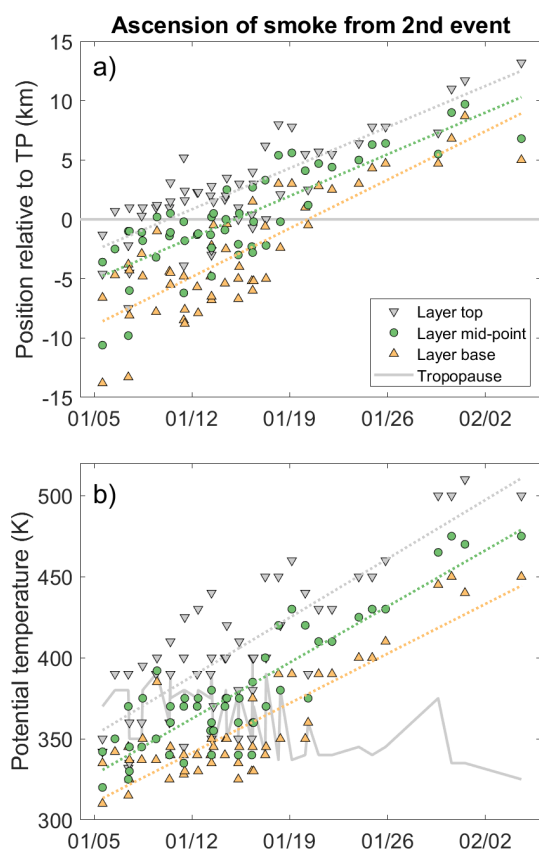 Ascension of smoke from 2nd event
a)
Position relative to TP (km)
15
10
5
0
-5
-10
-15
Layer top
Layer mid-point
Layer base
Tropopause
01/05 01/12 01/19 01/26 02/02
b)
Potential temperature (K)
500
450
400
350
300
01/05 01/12 01/19 01/26 02/02